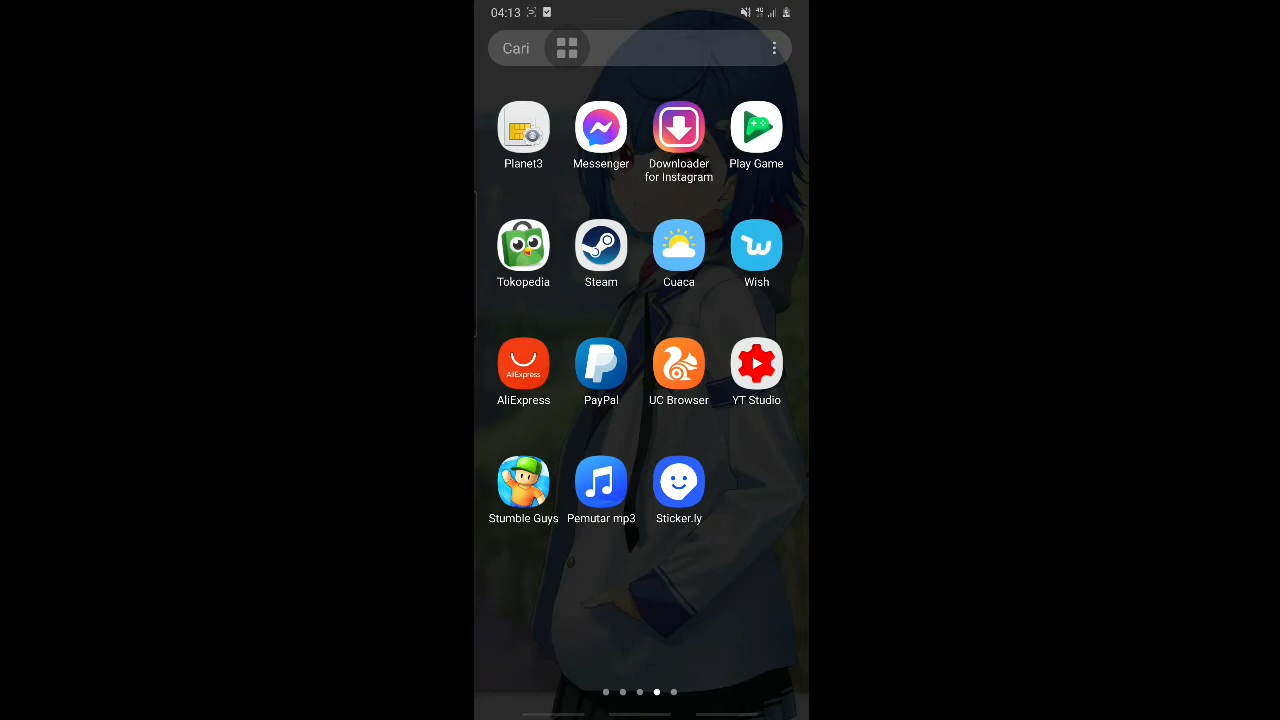 04:13
Cari
Planet3
Messenger
Downloader
for Instagram
Play Game
Tokopedia
Steam
Cuaca
Wish
AliExpress
AliExpress
PayPal
UC Browser
YT Studio
Stumble Guys
Pemutar mp3
Sticker.ly